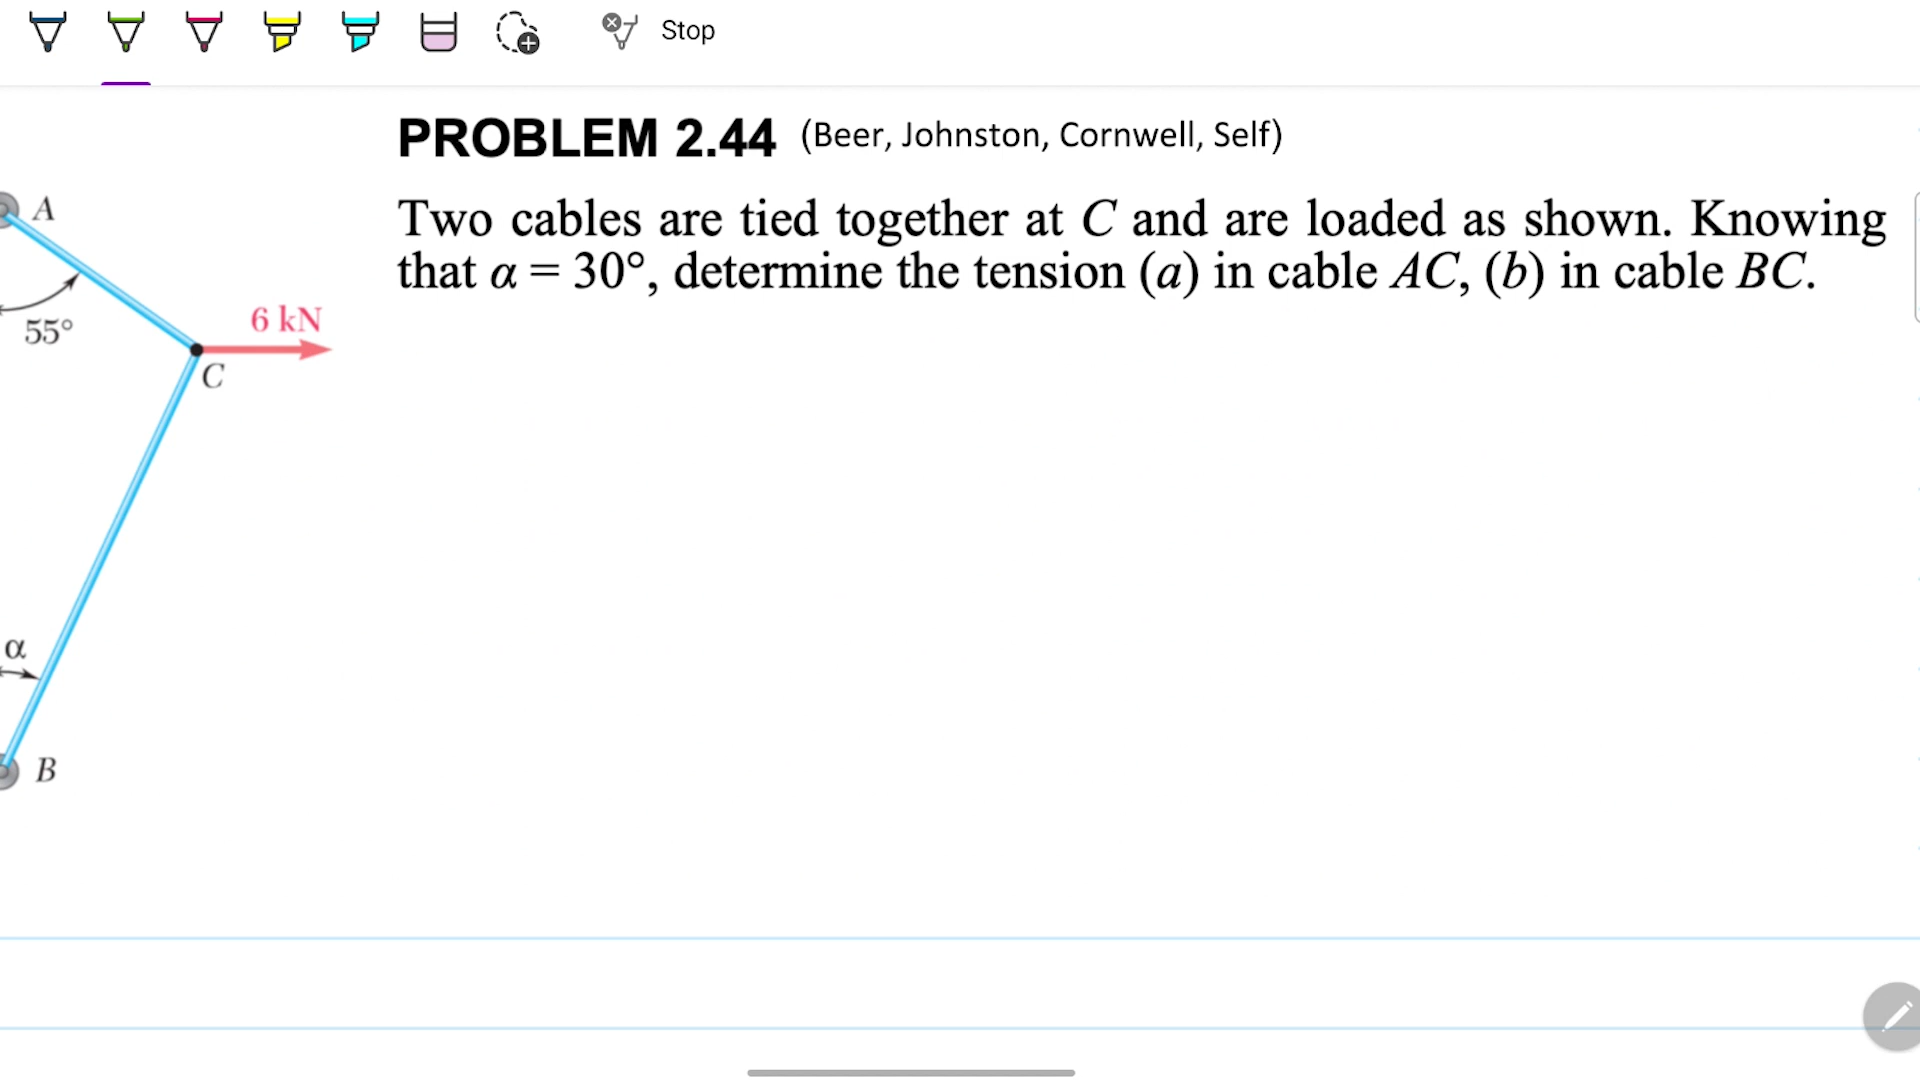 Stop
PROBLEM 2.44 (Beer, Johnston, Cornwell, Self)
Two cables are tied together at C and are loaded as shown. Knowing
that α = 30°, determine the tension (a) in cable AC, (b) in cable BC.
A
55°
6 kN
C
α
B